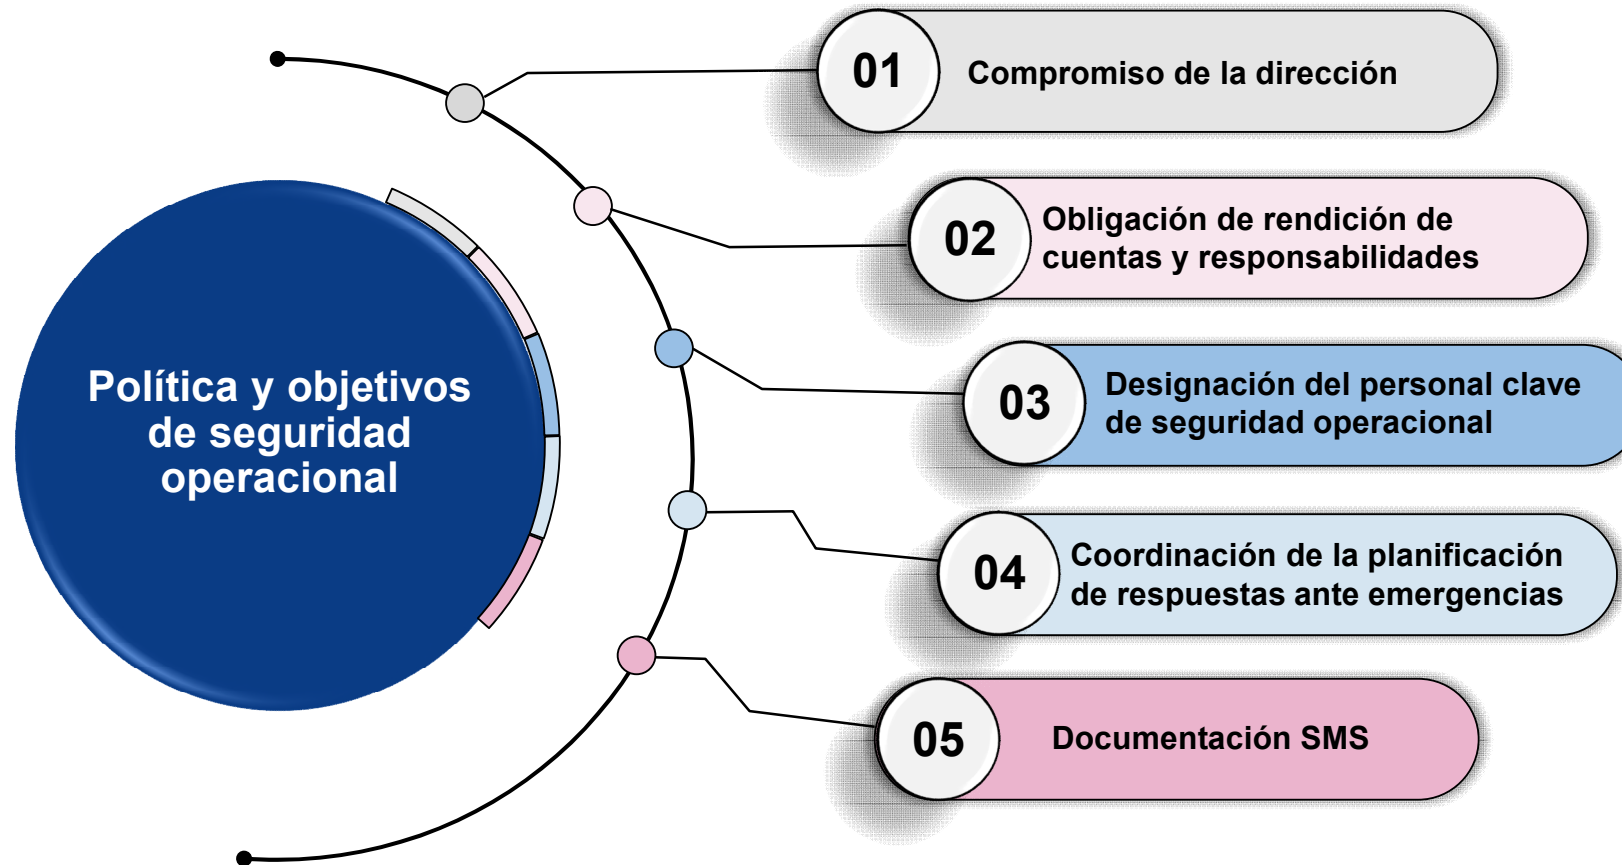 Política y objetivos
de seguridad
operacional
01
Compromiso de la dirección
02
Obligación de rendición de
cuentas y responsabilidades
03
Designación del personal clave
de seguridad operacional
04
Coordinación de la planificación
de respuestas ante emergencias
05
Documentación SMS